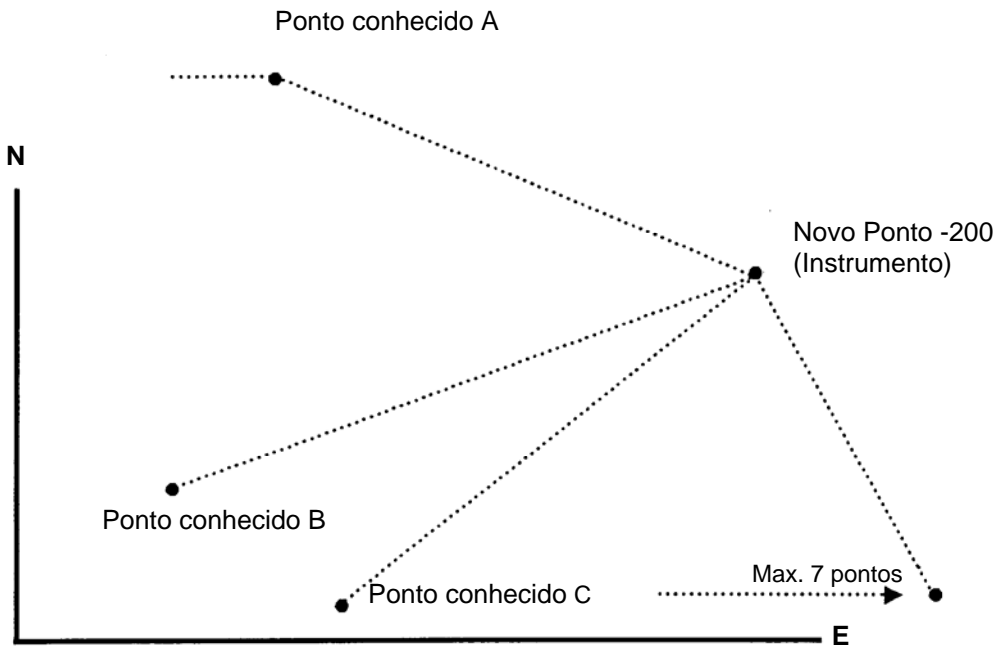 Ponto conhecido A
N
Novo Ponto -200
(Instrumento)
Ponto conhecido B
Max. 7 pontos
Ponto conhecido C
E